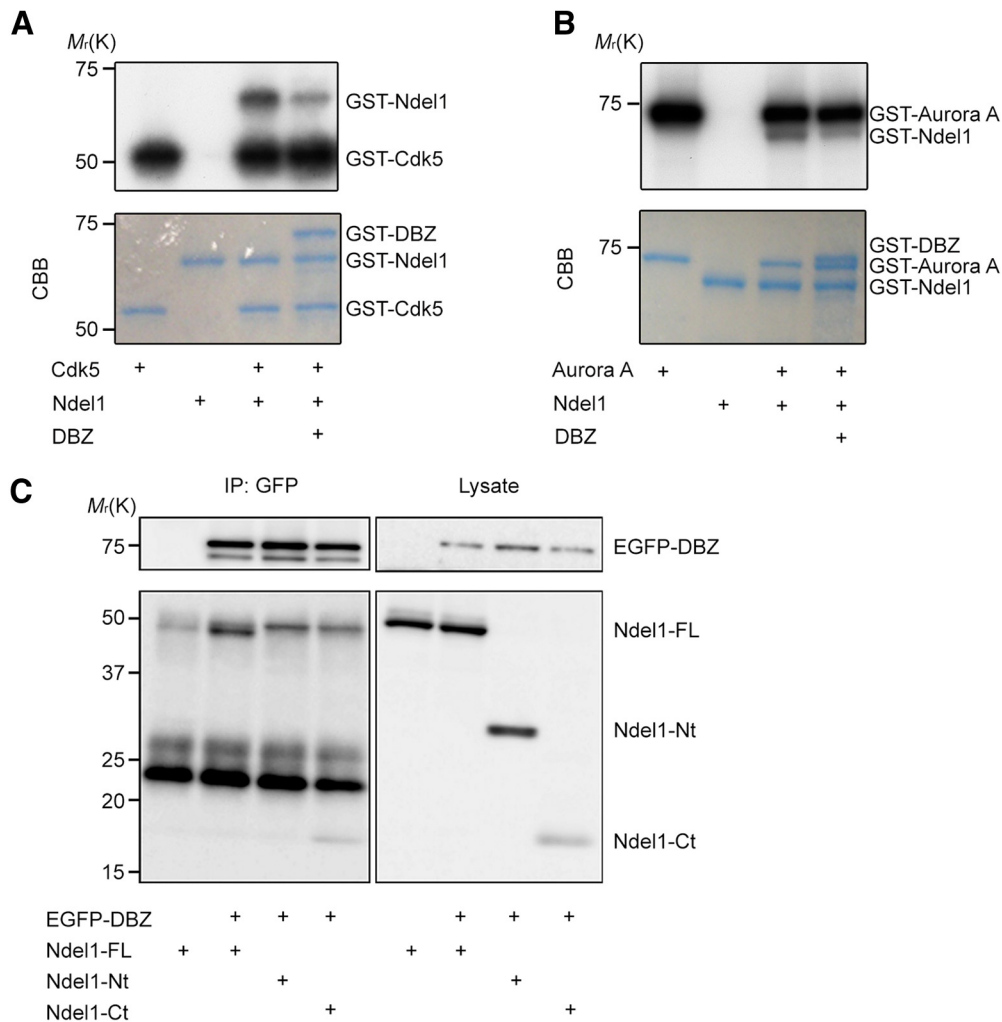 A
Mr(K)
75
50
GST-Ndel1
GST-Cdk5
CBB
75
50
GST-DBZ
GST-Ndel1
GST-Cdk5
Cdk5 + + +
Ndel1 + + +
DBZ +
B
Mr(K)
75
GST-Aurora A
GST-Ndel1
CBB
75
GST-DBZ
GST-Aurora A
GST-Ndel1
Aurora A + + +
Ndel1 + + +
DBZ +
C
IP: GFP Lysate
Mr(K)
75
EGFP-DBZ
50
37
25
20
15
Ndel1-FL
Ndel1-Nt
Ndel1-Ct
EGFP-DBZ + + + + + +
Ndel1-FL + + + +
Ndel1-Nt + +
Ndel1-Ct + +